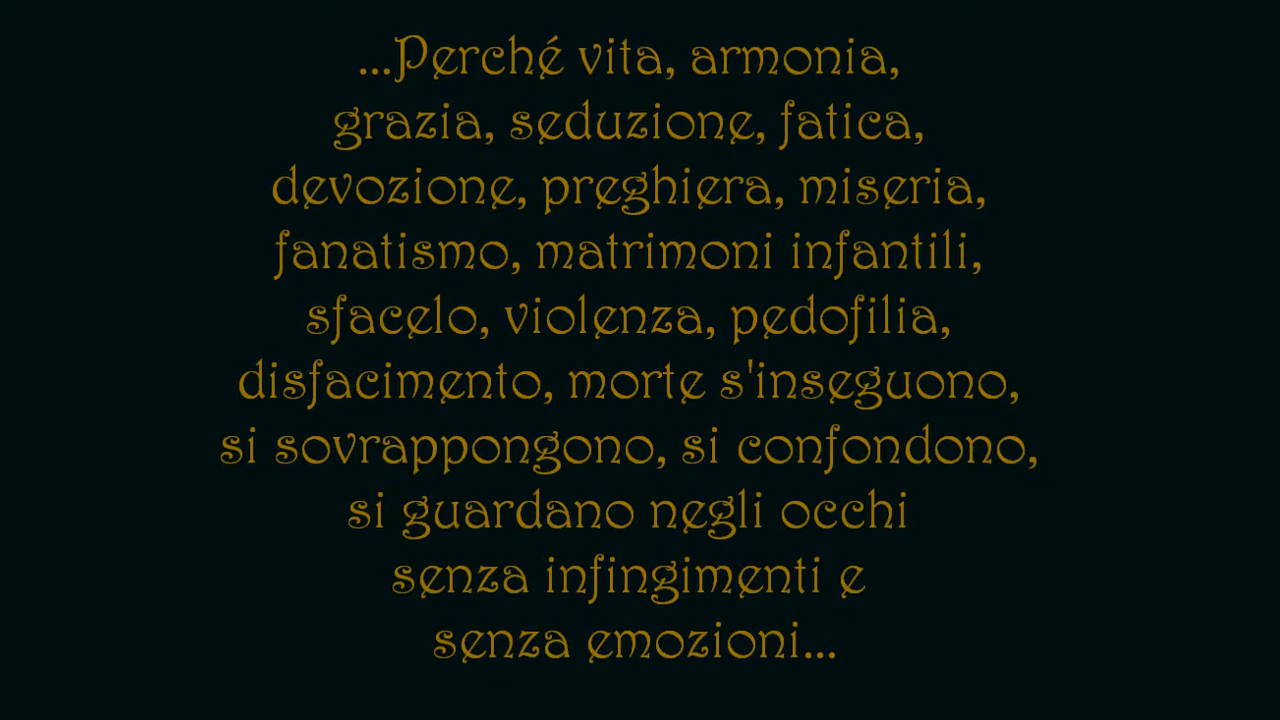 ...Perché vita, armonia,
grazia, seduzione, fatica,
devozione, preghiera, miseria,
fanatismo, matrimoni infantili,
sfacelo, violenza, pedofilia,
disfacimento, morte s'inseguono,
si sovrappongono, si confondono,
si guardano negli occhi
senza infingimenti e
senza emozioni...